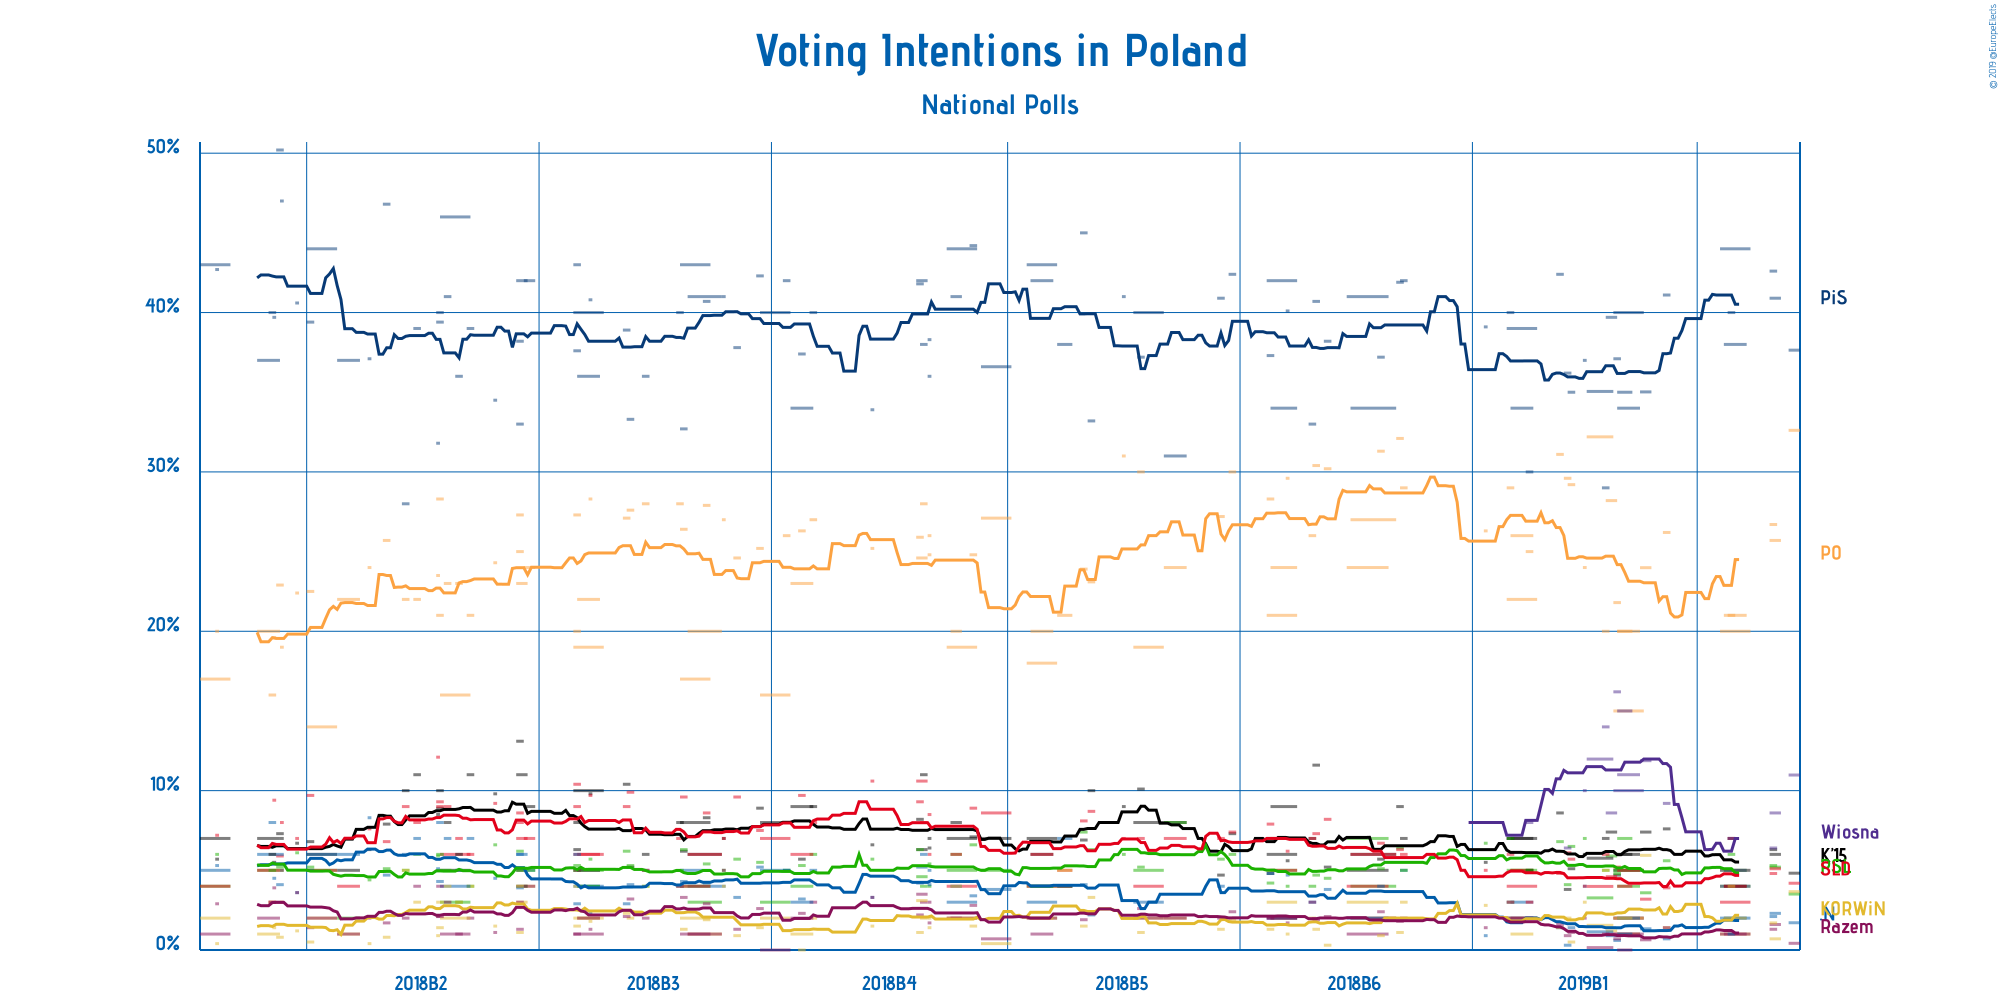 Voting Intentions in Poland
National Polls
© 2019 @EuropeElects
50%
40%
30%
20%
10%
0%
PiS
PO
Wiosna
K'15
SLD
KORWiN
N
Razem
2018B2
2018B3
2018B4
2018B5
2018B6
2019B1